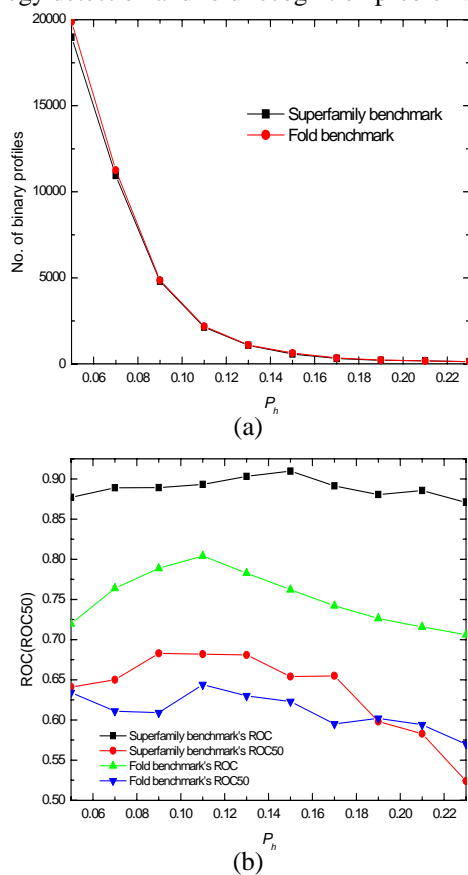 20000
15000
10000
5000
0
No. of binary profiles
Superfamily benchmark
Fold benchmark
0.06 0.08 0.10 0.12 0.14 0.16 0.18 0.20 0.22
P_h
(a)
0.90
0.85
0.80
0.75
0.70
0.65
0.60
0.55
0.50
ROC(ROC50)
Superfamily benchmark's ROC
Superfamily benchmark's ROC50
Fold benchmark's ROC
Fold benchmark's ROC50
0.06 0.08 0.10 0.12 0.14 0.16 0.18 0.20 0.22
P_h
(b)